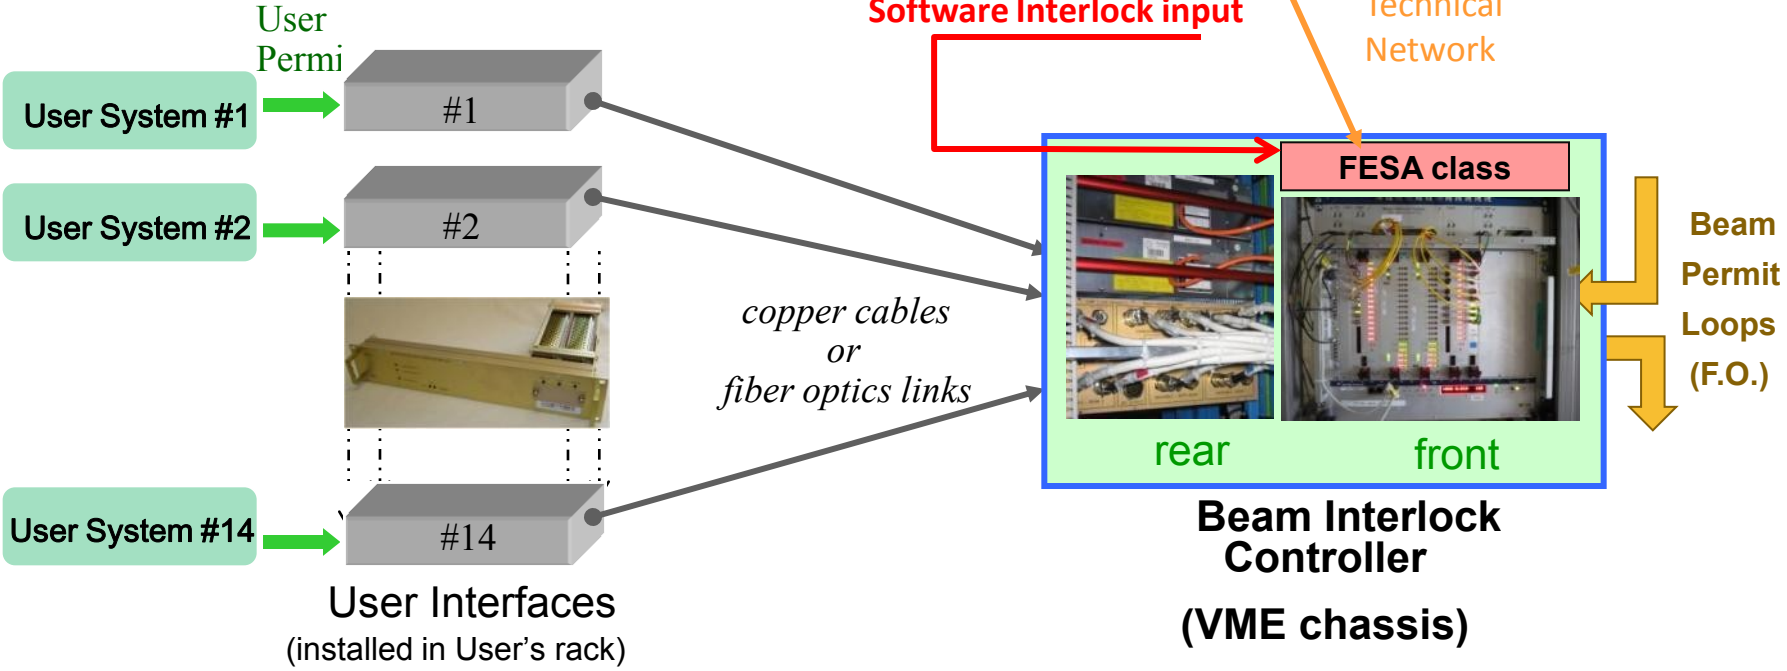 User
Permi
Software Interlock input
Technical
Network
User System #1
#1
FESA class
User System #2
#2
Beam
Permit
Loops
(F.O.)
copper cables
or
fiber optics links
rear
front
User System #14
#14
Beam Interlock
Controller
(VME chassis)
User Interfaces
(installed in User's rack)